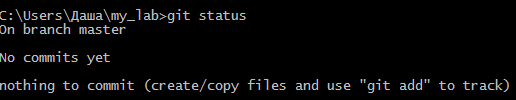 C:\Users\Даша\my_lab>git status
On branch master
No commits yet
nothing to commit (create/copy files and use "git add" to track)